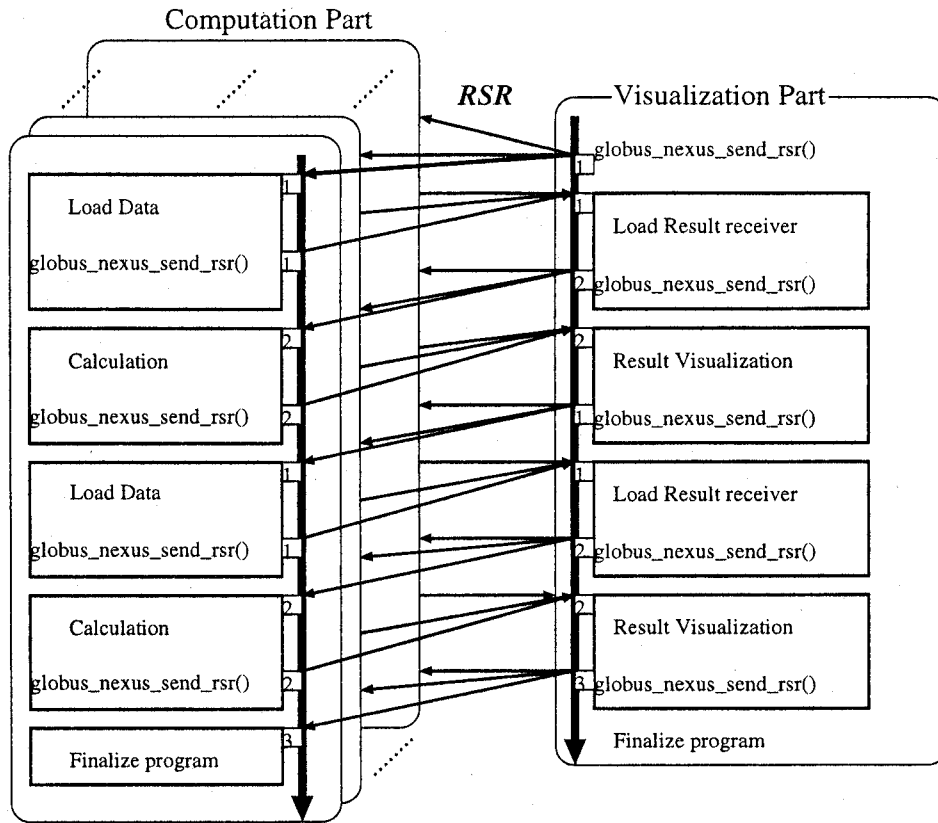 Computation Part
RSR
Visualization Part
globus_nexus_send_rsr()
1
1
Load Data
1
globus_nexus_send_rsr()
1
Load Result receiver
2
globus_nexus_send_rsr()
2
Calculation
2
globus_nexus_send_rsr()
2
Result Visualization
1
globus_nexus_send_rsr()
1
Load Data
1
globus_nexus_send_rsr()
1
Load Result receiver
2
globus_nexus_send_rsr()
2
Calculation
2
globus_nexus_send_rsr()
2
Result Visualization
3
globus_nexus_send_rsr()
3
Finalize program
Finalize program